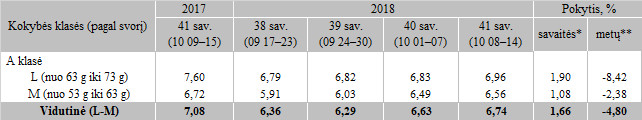 Kokybės klasės (pagal svorį) 2017 2018 Pokytis, %
41 sav. (10 09–15) 38 sav. (09 17–23) 39 sav. (09 24–30) 40 sav. (10 01–07) 41 sav. (10 08–14) savaitės* metų**
A klasė
L (nuo 63 g iki 73 g) 7,60 6,79 6,82 6,83 6,96 1,90 -8,42
M (nuo 53 g iki 63 g) 6,72 5,91 6,03 6,49 6,56 1,08 -2,38
Vidutinė (L-M) 7,08 6,36 6,29 6,63 6,74 1,66 -4,80